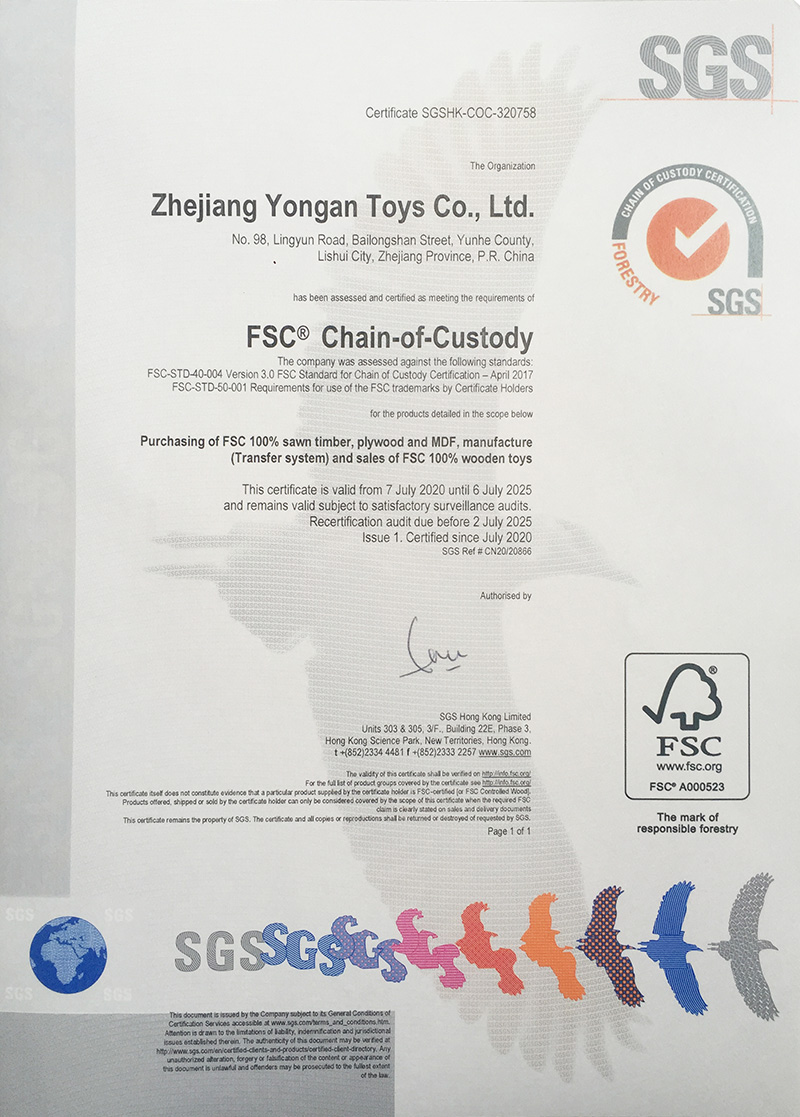 SGS
Certificate SGSHK-COC-320758
The Organization
Zhejiang Yongan Toys Co., Ltd.
No. 98, Lingyun Road, Bailongshan Street, Yunhe County,
Lishui City, Zhejiang Province, P.R. China
CHAIN OF CUSTODY CERTIFICATION
FORESTRY
SGS
has been assessed and certified as meeting the requirements of
FSC® Chain-of-Custody
The company was assessed against the following standards:
FSC-STD-40-004 Version 3.0 FSC Standard for Chain of Custody Certification – April 2017
FSC-STD-50-001 Requirements for use of the FSC trademarks by Certificate Holders
for the products detailed in the scope below
Purchasing of FSC 100% sawn timber, plywood and MDF, manufacture
(Transfer system) and sales of FSC 100% wooden toys
This certificate is valid from 7 July 2020 until 6 July 2025
and remains valid subject to satisfactory surveillance audits.
Recertification audit due before 2 July 2025
Issue 1. Certified since July 2020
SGS Ref # CN20/20866
Authorised by
SGS Hong Kong Limited
Units 303 & 305, 3/F., Building 22E, Phase 3,
Hong Kong Science Park, New Territories, Hong Kong.
t +(852)2334 4481 f +(852)2333 2257 www.sgs.com
The validity of this certificate shall be verified on http://info.fsc.org/
For the full list of product groups covered by the certificate see http://info.fsc.org/
This certificate itself does not constitute evidence that a particular product supplied by the certificate holder is FSC-certified [or FSC Controlled Wood].
Products offered, shipped or sold by the certificate holder can only be considered covered by the scope of this certificate when the required FSC
claim is clearly stated on sales and delivery documents
This certificate remains the property of SGS. The certificate and all copies or reproductions shall be returned or destroyed of requested by SGS.
Page 1 of 1
®
FSC
www.fsc.org
FSC® A000523
The mark of
responsible forestry
SGS SGS
SGS SGS
SGS SGS SGS SGS
This document is issued by the Company subject to its General Conditions of
Certification Services accessible at www.sgs.com/terms_and_conditions.htm.
Attention is drawn to the limitations of liability, indemnification and jurisdictional
issues established therein. The authenticity of this document may be verified at
http://www.sgs.com/en/certified-clients-and-products/certified-client-directory. Any
unauthorized alteration, forgery or falsification of the content or appearance of
this document is unlawful and offenders may be prosecuted to the fullest extent
of the law.